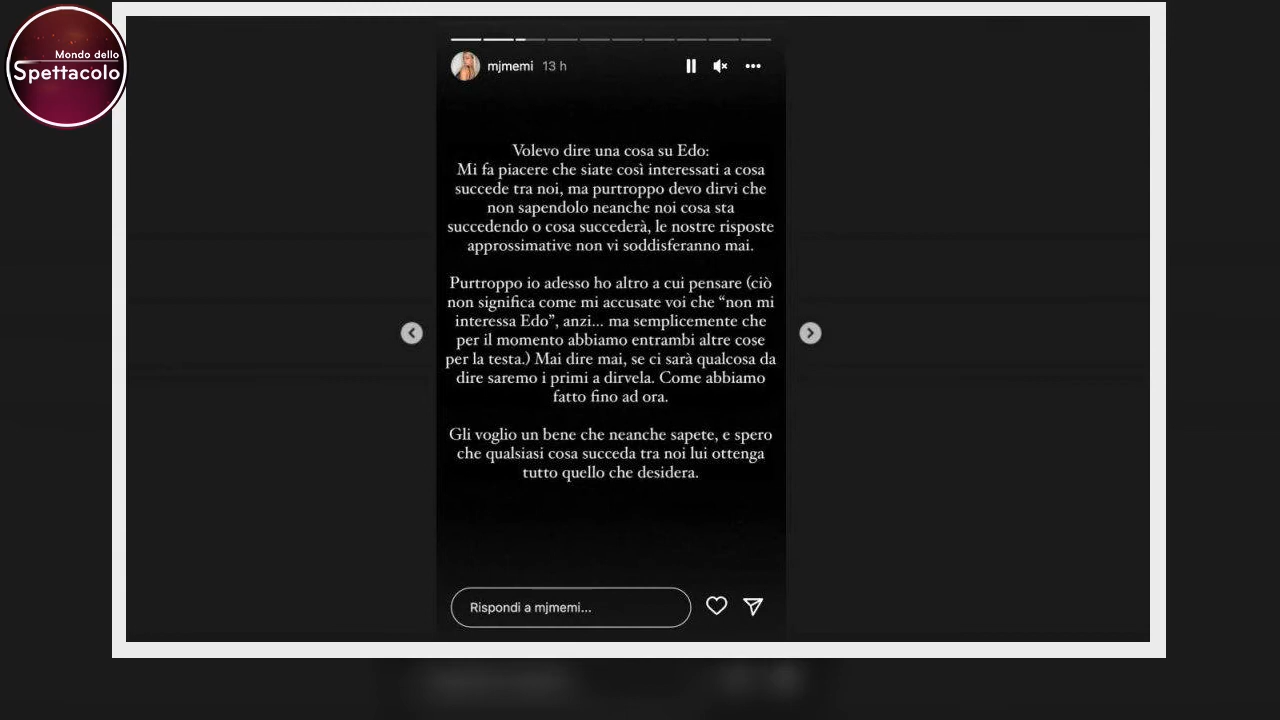 Mondo dello
Spettacolo
mjmemi 13 h
Volevo dire una cosa su Edo:
Mi fa piacere che siate così interessati a cosa
succede tra noi, ma purtroppo devo dirvi che
non sapendolo neanche noi cosa sta
succedendo o cosa succederà, le nostre risposte
approssimative non vi soddisferanno mai.
Purtroppo io adesso ho altro a cui pensare (ciò
non significa come mi accusate voi che “non mi
interessa Edo”, anzi... ma semplicemente che
per il momento abbiamo entrambi altre cose
per la testa.) Mai dire mai, se ci sarà qualcosa da
dire saremo i primi a dirvela. Come abbiamo
fatto fino ad ora.
Gli voglio un bene che neanche sapete, e spero
che qualsiasi cosa succeda tra noi lui ottenga
tutto quello che desidera.
Rispondi a mjmemi...